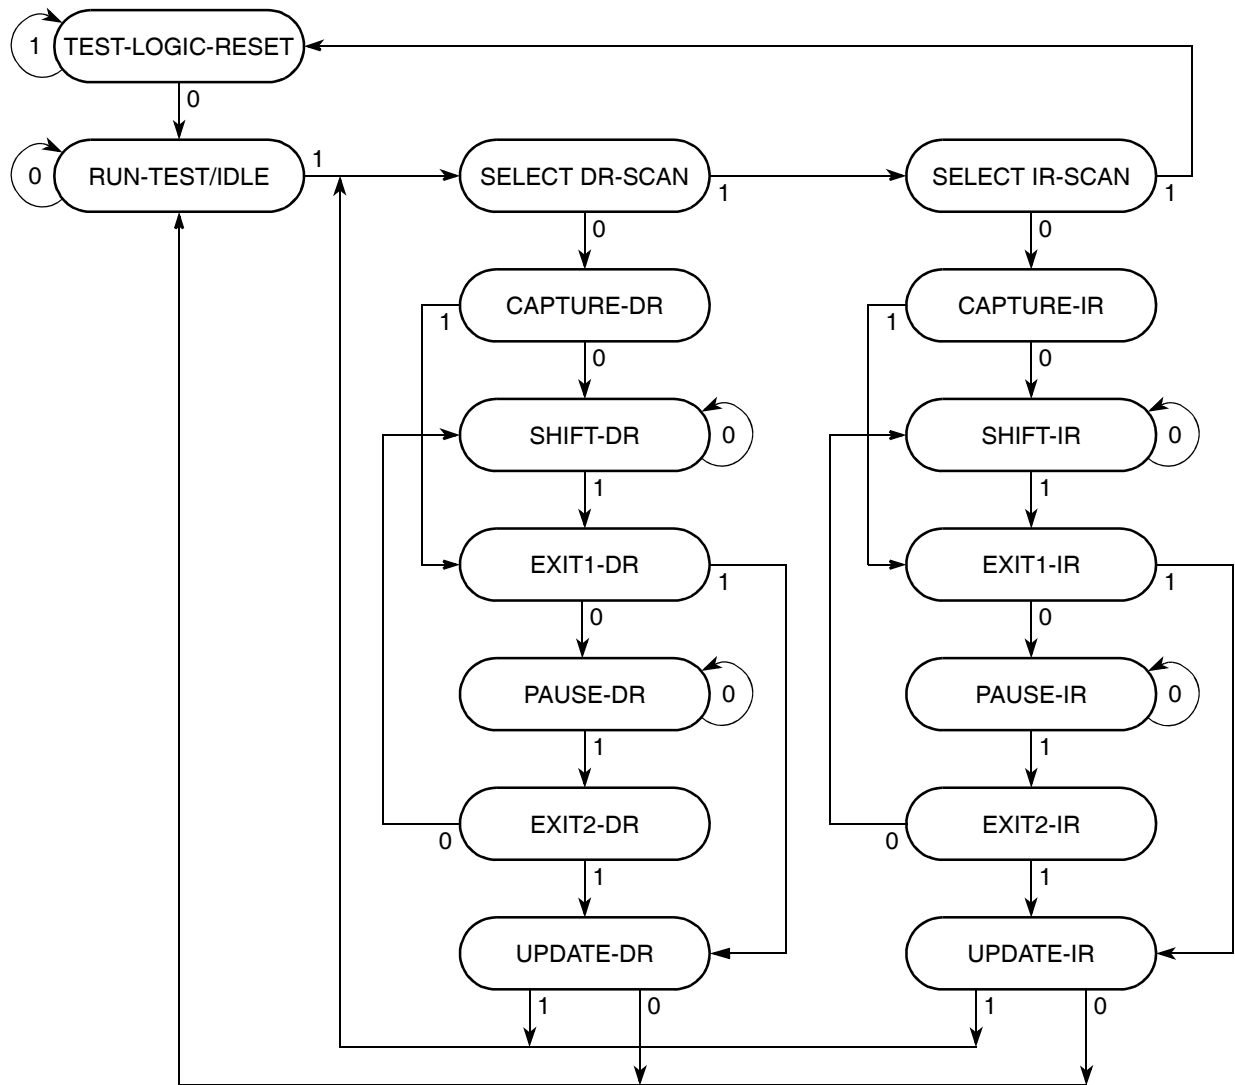 1 TEST-LOGIC-RESET
0
0 RUN-TEST/IDLE 1 SELECT DR-SCAN 1 SELECT IR-SCAN 1
0 0
CAPTURE-DR CAPTURE-IR
1 1
0 0
SHIFT-DR 0 SHIFT-IR 0
1 1
EXIT1-DR 1 EXIT1-IR 1
0 0
PAUSE-DR 0 PAUSE-IR 0
1 1
EXIT2-DR EXIT2-IR
0 0
1 1
UPDATE-DR UPDATE-IR
1 0 1 0